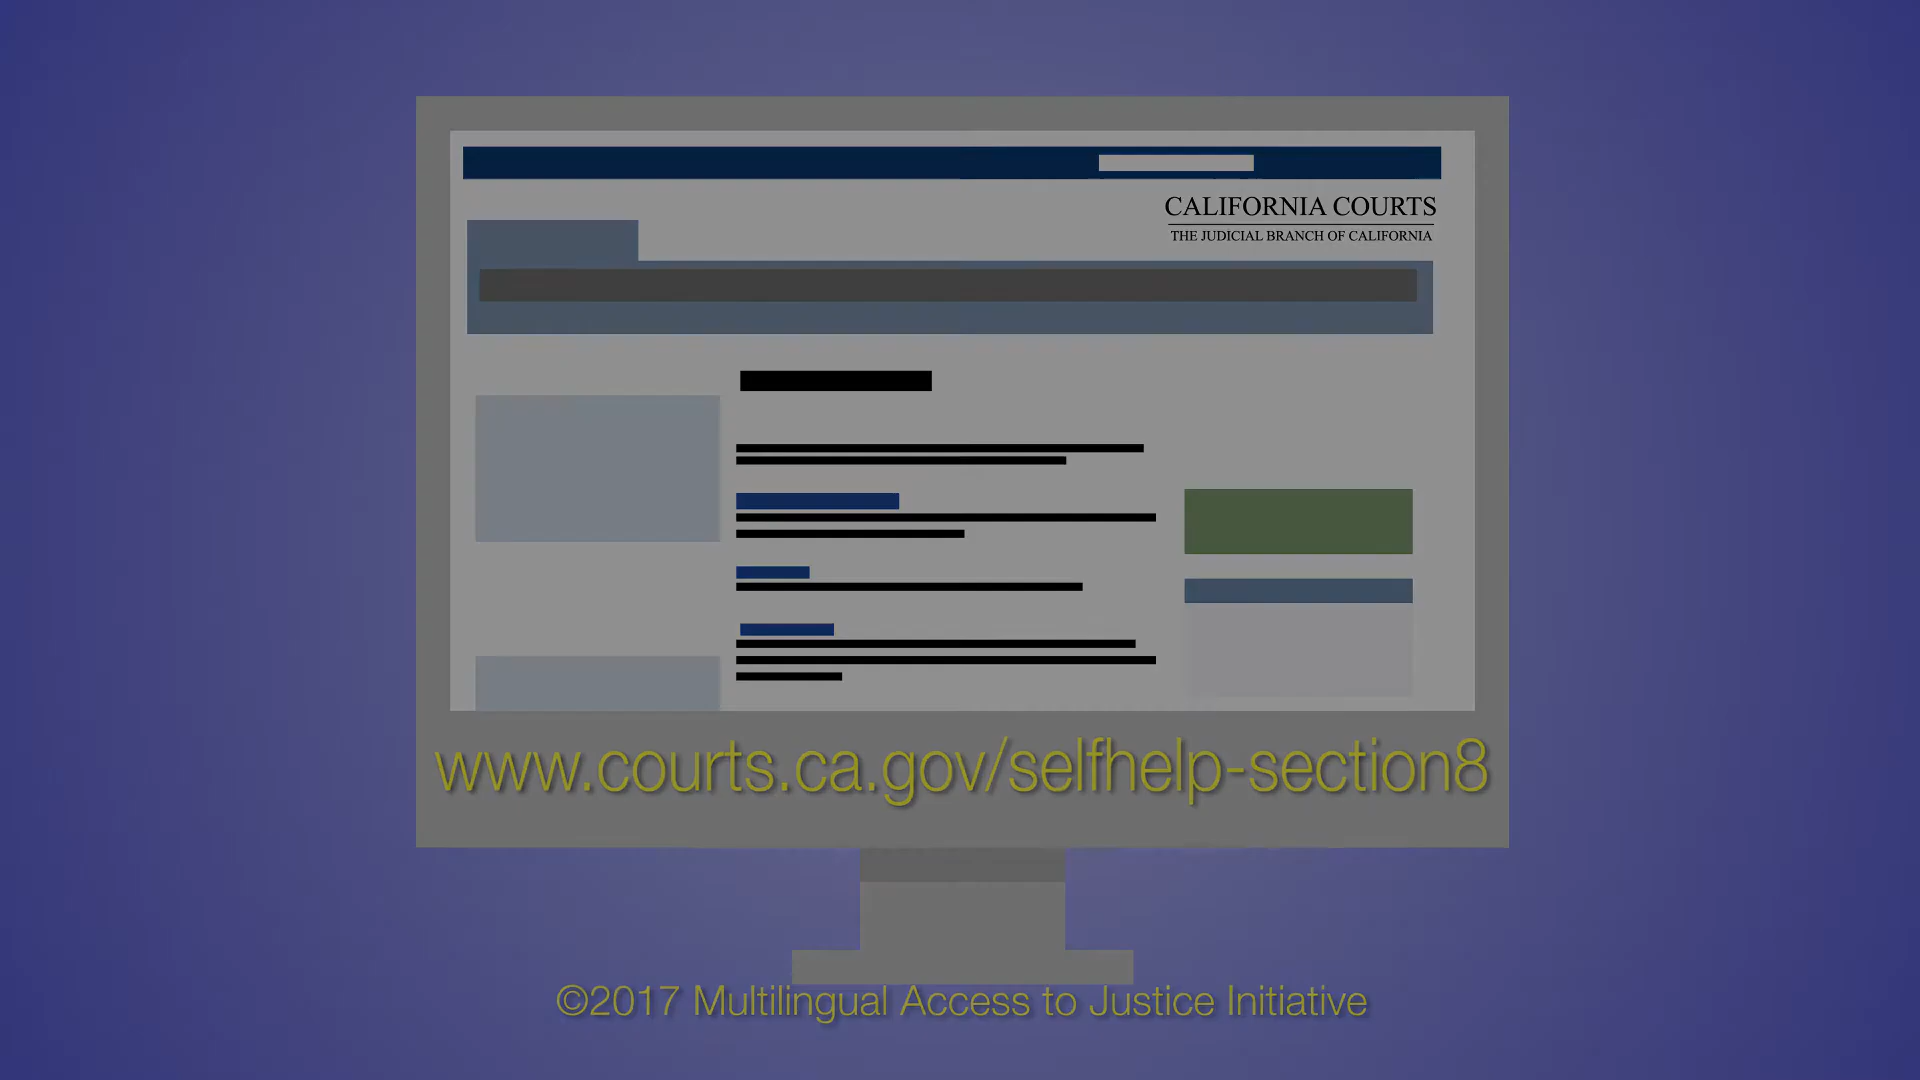 CALIFORNIA COURTS
THE JUDICIAL BRANCH OF CALIFORNIA
www.courts.ca.gov/selfhelp-section8
©2017 Multilingual Access to Justice Initiative